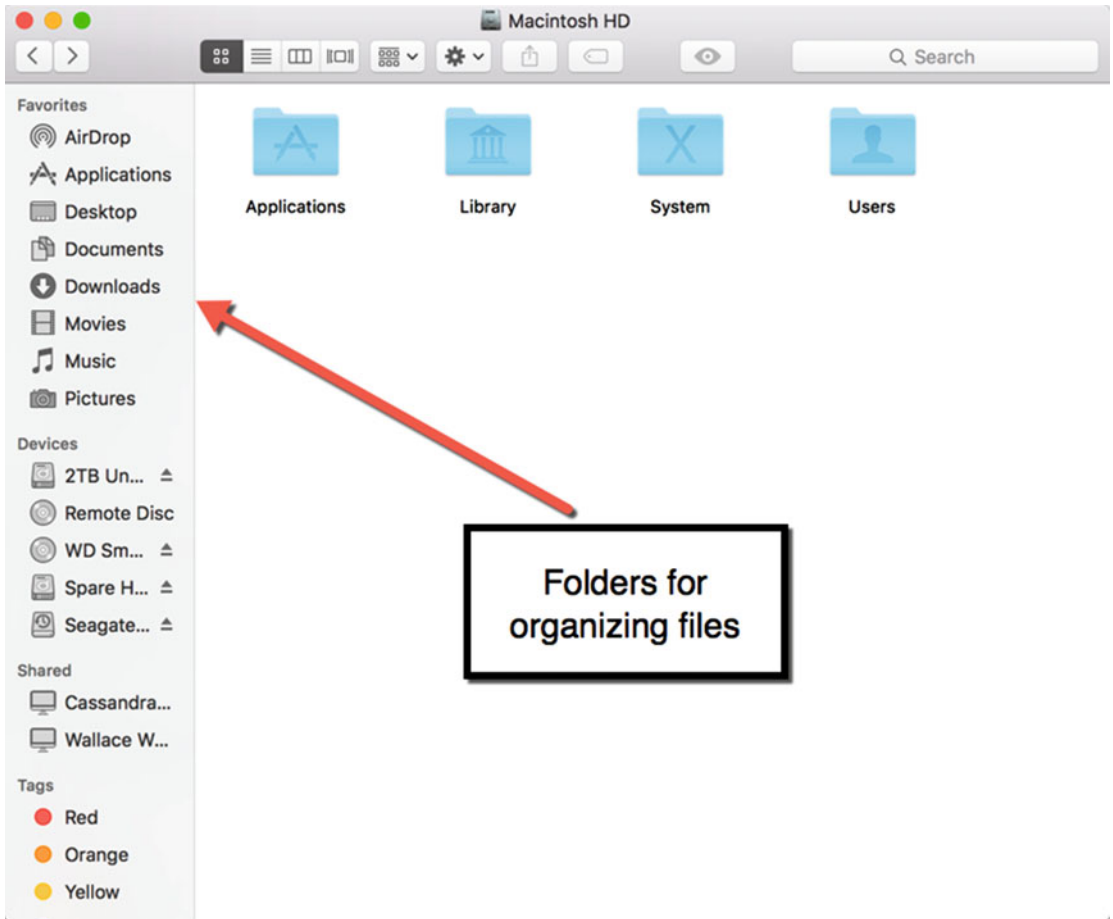 Macintosh HD
Search
Favorites
AirDrop
Applications
Desktop
Documents
Downloads
Movies
Music
Pictures
Devices
2TB Un...
Remote Disc
WD Sm...
Spare H...
Seagate...
Shared
Cassandra...
Wallace W...
Tags
Red
Orange
Yellow
Applications Library System Users
Folders for
organizing files